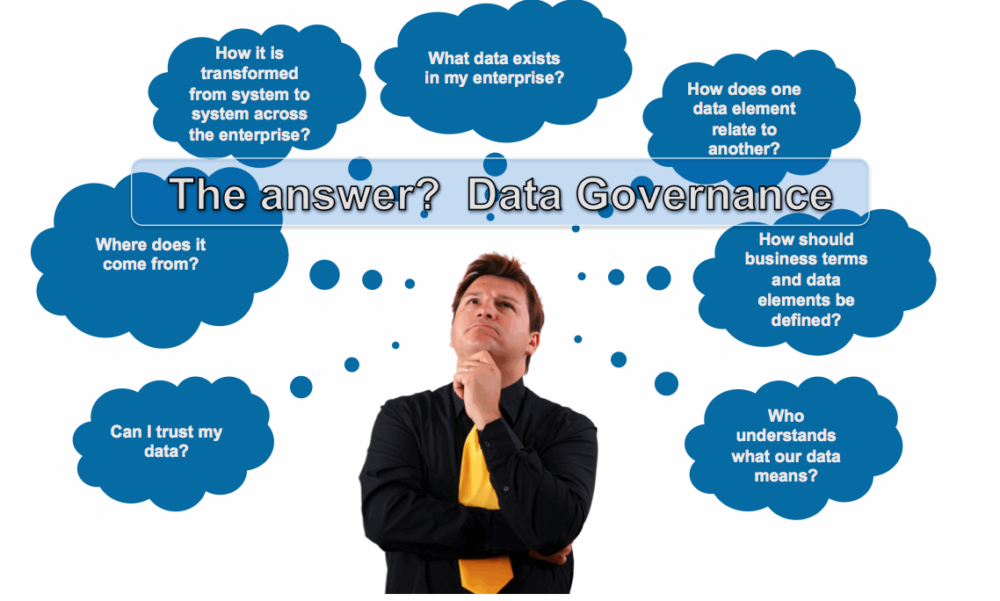 How it is
transformed
from system to
system across
the enterprise?
What data exists
in my enterprise?
How does one
data element
relate to
another?
The answer?  Data Governance
Where does it
come from?
How should
business terms
and data
elements be
defined?
Can I trust my
data?
Who
understands
what our data
means?